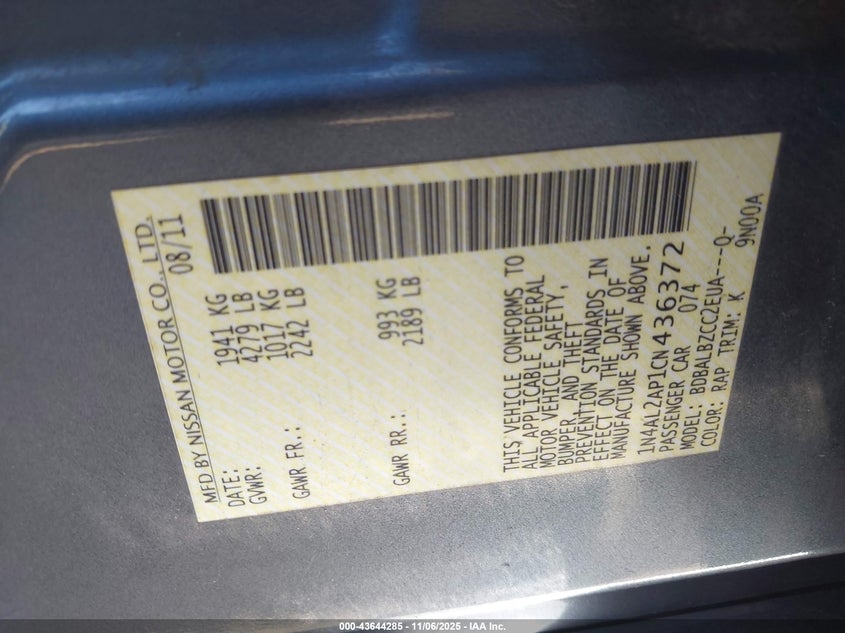 MFD BY NISSAN MOTOR CO., LTD.
DATE: 08/11
GVWR: 1941 KG
4279 LB
GAWR FR.: 1017 KG
2242 LB
GAWR RR.: 993 KG
2189 LB
THIS VEHICLE CONFORMS TO
ALL APPLICABLE FEDERAL
MOTOR VEHICLE SAFETY,
BUMPER, AND THEFT
PREVENTION STANDARDS IN
EFFECT ON THE DATE OF
MANUFACTURE SHOWN ABOVE.
1N4AL2AP1CN436372
PASSENGER CAR 074
MODEL: BDBALBZCC2EUA---Q-
COLOR: RAP TRIM: K 9N00A
000-43644285 - 11/06/2025 - IAA Inc.